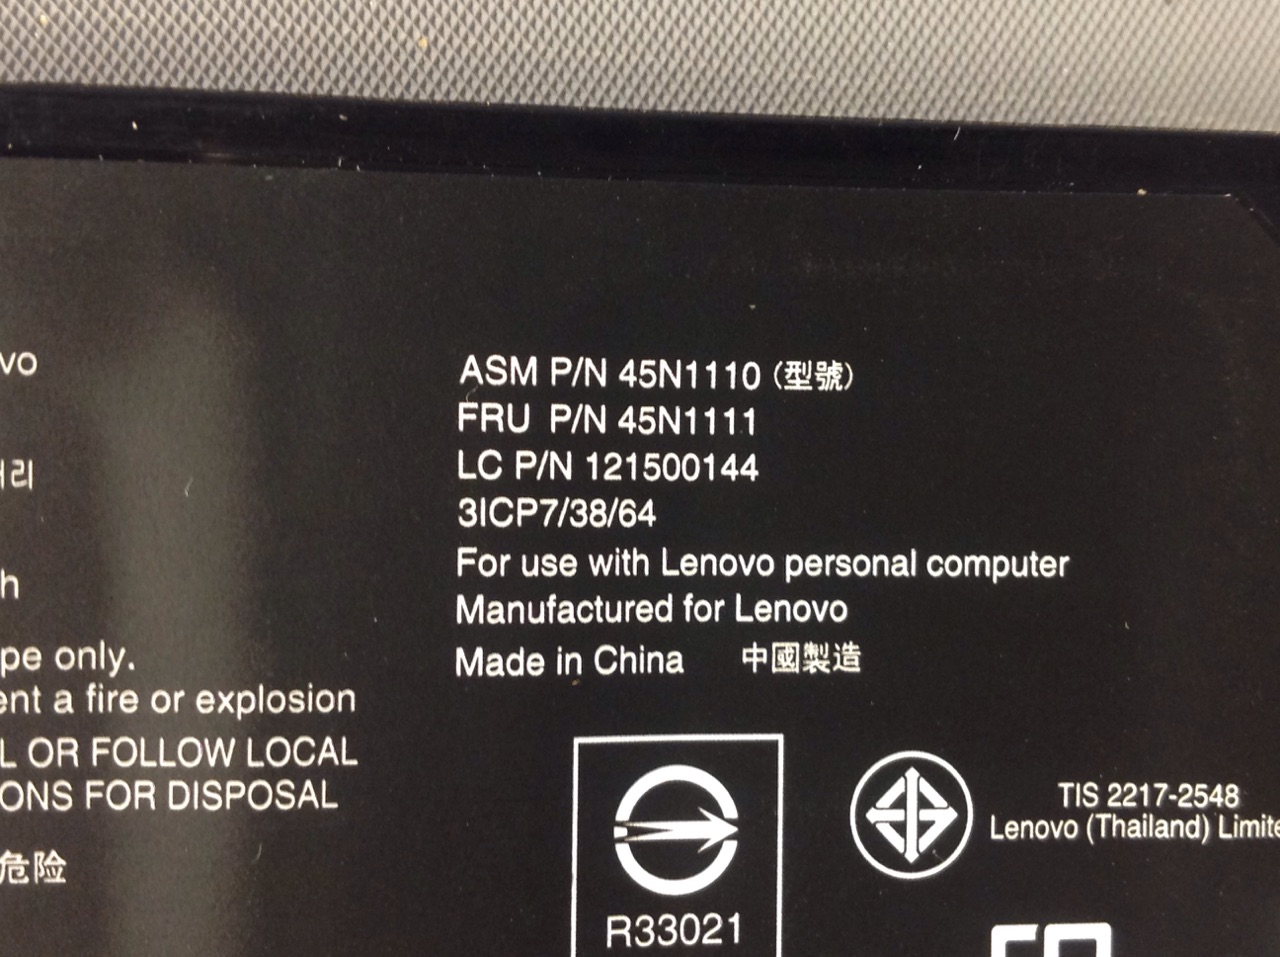 vo
리
h
pe only.
ent a fire or explosion
L OR FOLLOW LOCAL
ONS FOR DISPOSAL
危险
ASM P/N 45N1110 (型號)
FRU P/N 45N1111
LC P/N 121500144
3ICP7/38/64
For use with Lenovo personal computer
Manufactured for Lenovo
Made in China 中國製造
R33021
TIS 2217-2548
Lenovo (Thailand) Limite